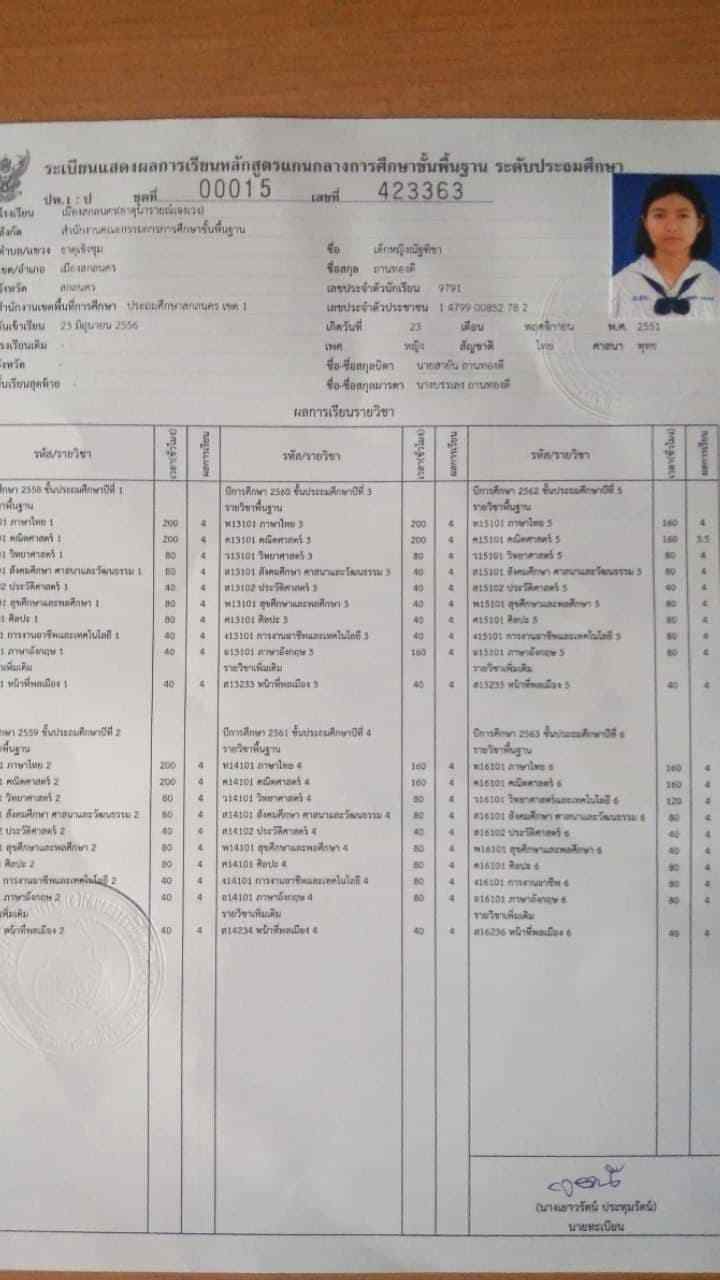 ระเบียนแสดงผลการเรียนหลักสูตรแกนกลางการศึกษาขั้นพื้นฐาน ระดับประถมศึกษา
ปพ.1 : ป ชุดที่ 00015 เลขที่ 423363
โรงเรียน เมืองสกลนคร(ธาตุนารายณ์เจงเวง)
สังกัด สำนักงานคณะกรรมการการศึกษาขั้นพื้นฐาน
ตำบล/แขวง ธาตุเชิงชุม
เขต/อำเภอ เมืองสกลนคร
จังหวัด สกลนคร
สำนักงานเขตพื้นที่การศึกษา ประถมศึกษาสกลนคร เขต 1
วันเข้าเรียน 23 มิถุนายน 2556
โรงเรียนเดิม -
จังหวัด -
ชั้นเรียนสุดท้าย -
ชื่อ เด็กหญิงณัฐชิชา
ชื่อสกุล ถานทองดี
เลขประจำตัวนักเรียน 9791
เลขประจำตัวประชาชน 1 4799 00852 78 2
เกิดวันที่ 23 เดือน พฤศจิกายน พ.ศ. 2551
เพศ หญิง สัญชาติ ไทย ศาสนา พุทธ
ชื่อ-ชื่อสกุลบิดา นายสายัน ถานทองดี
ชื่อ-ชื่อสกุลมารดา นางบรรเลง ถานทองดี
ผลการเรียนรายวิชา
รหัส/รายวิชา เวลา(ชั่วโมง) ผลการเรียน
ศึกษา 2558 ชั้นประถมศึกษาปีที่ 1
าพื้นฐาน
01 ภาษาไทย 1 200 4
01 คณิตศาสตร์ 1 200 4
01 วิทยาศาสตร์ 1 80 4
01 สังคมศึกษา ศาสนาและวัฒนธรรม 1 80 4
02 ประวัติศาสตร์ 1 40 4
01 สุขศึกษาและพลศึกษา 1 80 4
01 ศิลปะ 1 80 4
01 การงานอาชีพและเทคโนโลยี 1 40 4
01 ภาษาอังกฤษ 1 40 4
าเพิ่มเติม
31 หน้าที่พลเมือง 1 40 4
กษา 2559 ชั้นประถมศึกษาปีที่ 2
าพื้นฐาน
1 ภาษาไทย 2 200 4
1 คณิตศาสตร์ 2 200 4
1 วิทยาศาสตร์ 2 80 4
1 สังคมศึกษา ศาสนาและวัฒนธรรม 2 80 4
2 ประวัติศาสตร์ 2 40 4
1 สุขศึกษาและพลศึกษา 2 80 4
1 ศิลปะ 2 80 4
การงานอาชีพและเทคโนโลยี 2 40 4
ภาษาอังกฤษ 2 40 4
เพิ่มเติม
หน้าที่พลเมือง 2 40 4
รหัส/รายวิชา เวลา(ชั่วโมง) ผลการเรียน
ปีการศึกษา 2560 ชั้นประถมศึกษาปีที่ 3
รายวิชาพื้นฐาน
ท13101 ภาษาไทย 3 200 4
ค13101 คณิตศาสตร์ 3 200 4
ว13101 วิทยาศาสตร์ 3 80 4
ส13101 สังคมศึกษา ศาสนาและวัฒนธรรม 3 40 4
ส13102 ประวัติศาสตร์ 3 40 4
พ13101 สุขศึกษาและพลศึกษา 3 40 4
ศ13101 ศิลปะ 3 40 4
ง13101 การงานอาชีพและเทคโนโลยี 3 40 4
อ13101 ภาษาอังกฤษ 3 160 4
รายวิชาเพิ่มเติม
ส13233 หน้าที่พลเมือง 3 40 4
ปีการศึกษา 2561 ชั้นประถมศึกษาปีที่ 4
รายวิชาพื้นฐาน
ท14101 ภาษาไทย 4 160 4
ค14101 คณิตศาสตร์ 4 160 4
ว14101 วิทยาศาสตร์ 4 80 4
ส14101 สังคมศึกษา ศาสนาและวัฒนธรรม 4 80 4
ส14102 ประวัติศาสตร์ 4 40 4
พ14101 สุขศึกษาและพลศึกษา 4 80 4
ศ14101 ศิลปะ 4 80 4
ง14101 การงานอาชีพและเทคโนโลยี 4 80 4
อ14101 ภาษาอังกฤษ 4 80 4
รายวิชาเพิ่มเติม
ส14234 หน้าที่พลเมือง 4 40 4
รหัส/รายวิชา เวลา(ชั่วโมง) ผลการเรียน
ปีการศึกษา 2562 ชั้นประถมศึกษาปีที่ 5
รายวิชาพื้นฐาน
ท15101 ภาษาไทย 5 160 4
ค15101 คณิตศาสตร์ 5 160 3.5
ว15101 วิทยาศาสตร์ 5 80 4
ส15101 สังคมศึกษา ศาสนาและวัฒนธรรม 5 80 4
ส15102 ประวัติศาสตร์ 5 40 4
พ15101 สุขศึกษาและพลศึกษา 5 80 4
ศ15101 ศิลปะ 5 80 4
ง15101 การงานอาชีพและเทคโนโลยี 5 80 4
อ15101 ภาษาอังกฤษ 5 80 4
รายวิชาเพิ่มเติม
ส15235 หน้าที่พลเมือง 5 40 4
ปีการศึกษา 2563 ชั้นประถมศึกษาปีที่ 6
รายวิชาพื้นฐาน
ท16101 ภาษาไทย 6 160 4
ค16101 คณิตศาสตร์ 6 160 4
ว16101 วิทยาศาสตร์และเทคโนโลยี 6 120 4
ส16101 สังคมศึกษา ศาสนาและวัฒนธรรม 6 80 4
ส16102 ประวัติศาสตร์ 6 40 4
พ16101 สุขศึกษาและพลศึกษา 6 40 4
ศ16101 ศิลปะ 6 80 4
ง16101 การงานอาชีพ 6 80 4
อ16101 ภาษาอังกฤษ 6 80 4
รายวิชาเพิ่มเติม
ส16236 หน้าที่พลเมือง 6 40 4
(นางเยาวรัตน์ ประทุมรัตน์)
นายทะเบียน